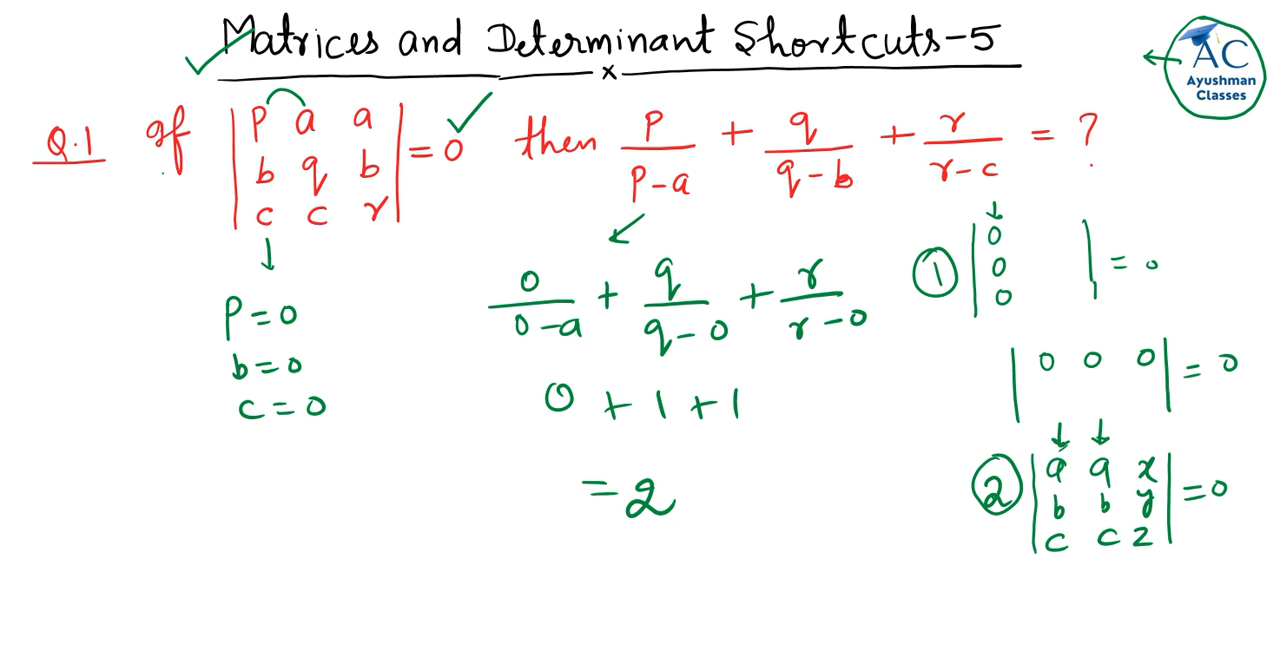 Matrices and Determinant Shortcuts-5
AC
Ayushman
Classes
Q.1 If | P a a | = 0 then P/(P-a) + q/(q-b) + r/(r-c) = ?
| b q b |
| c c r |
P=0
b=0
c=0
0/(0-a) + q/(q-0) + r/(r-0)
0 + 1 + 1
= 2
① | 0 | = 0
0
0
| 0 0 0 | = 0
② | a a x | = 0
| b b y |
| c c z |